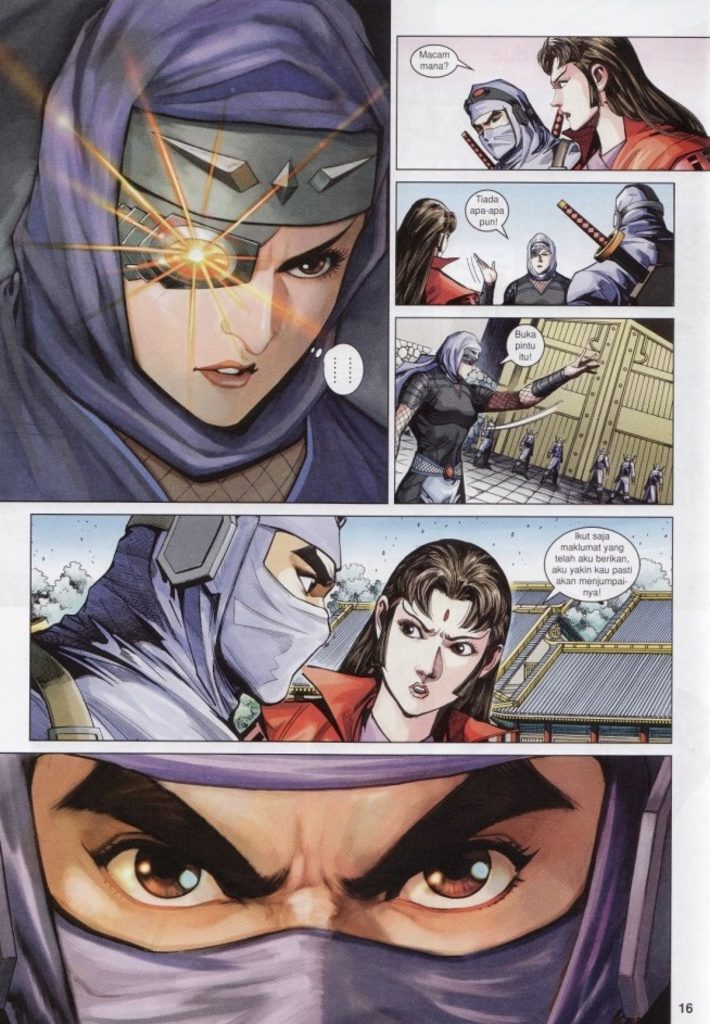 ......
Macam
mana?
Tiada
apa-apa
pun!
Buka
pintu
itu!
Ikut saja
maklumat yang
telah aku berikan,
aku yakin kau pasti
akan menjumpai-
nya!
16